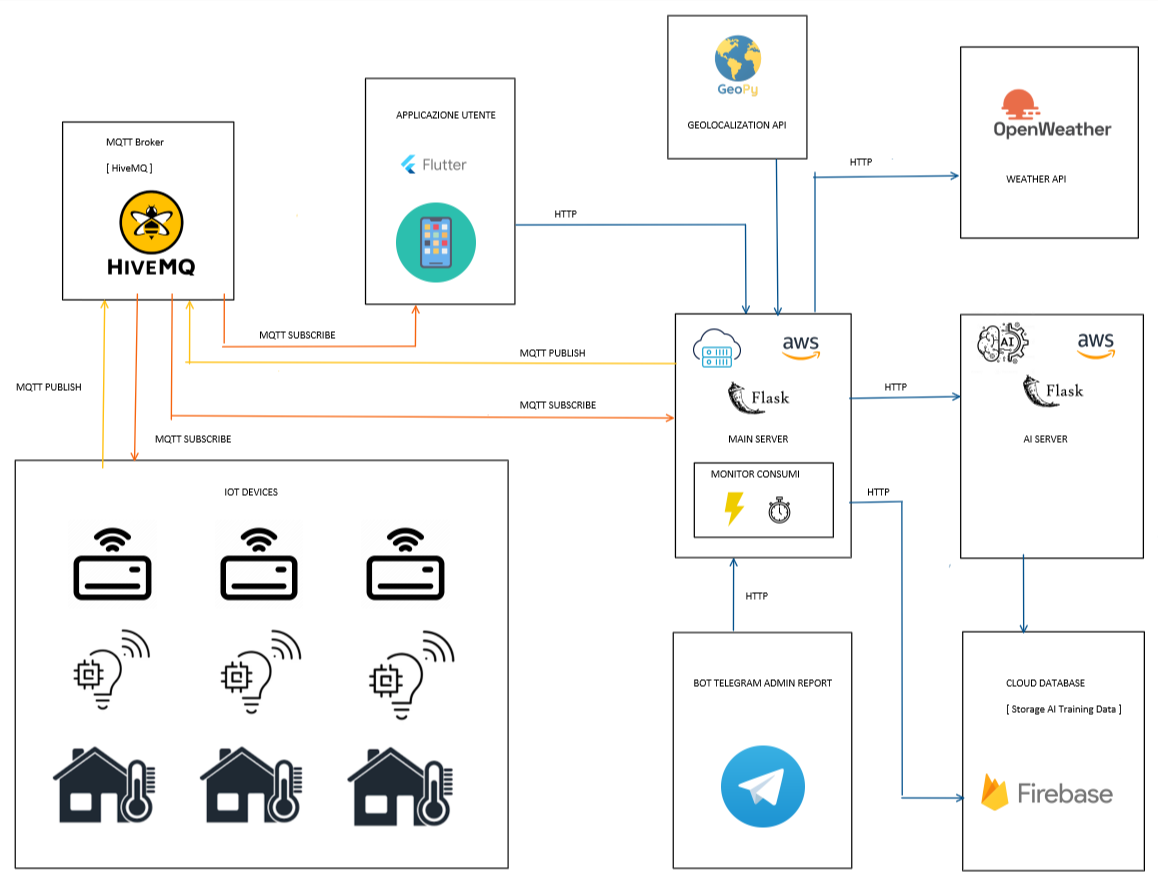 GeoPy
GEOLOCALIZATION API
OpenWeather
WEATHER API
HTTP
APPLICAZIONE UTENTE
Flutter
HTTP
MQTT Broker
[ HiveMQ ]
HIVEMQ
MQTT SUBSCRIBE
MQTT PUBLISH
MQTT SUBSCRIBE
MQTT PUBLISH
MQTT SUBSCRIBE
aws
Flask
MAIN SERVER
MONITOR CONSUMI
HTTP
AI
aws
Flask
AI SERVER
HTTP
HTTP
IOT DEVICES
BOT TELEGRAM ADMIN REPORT
CLOUD DATABASE
[ Storage AI Training Data ]
Firebase